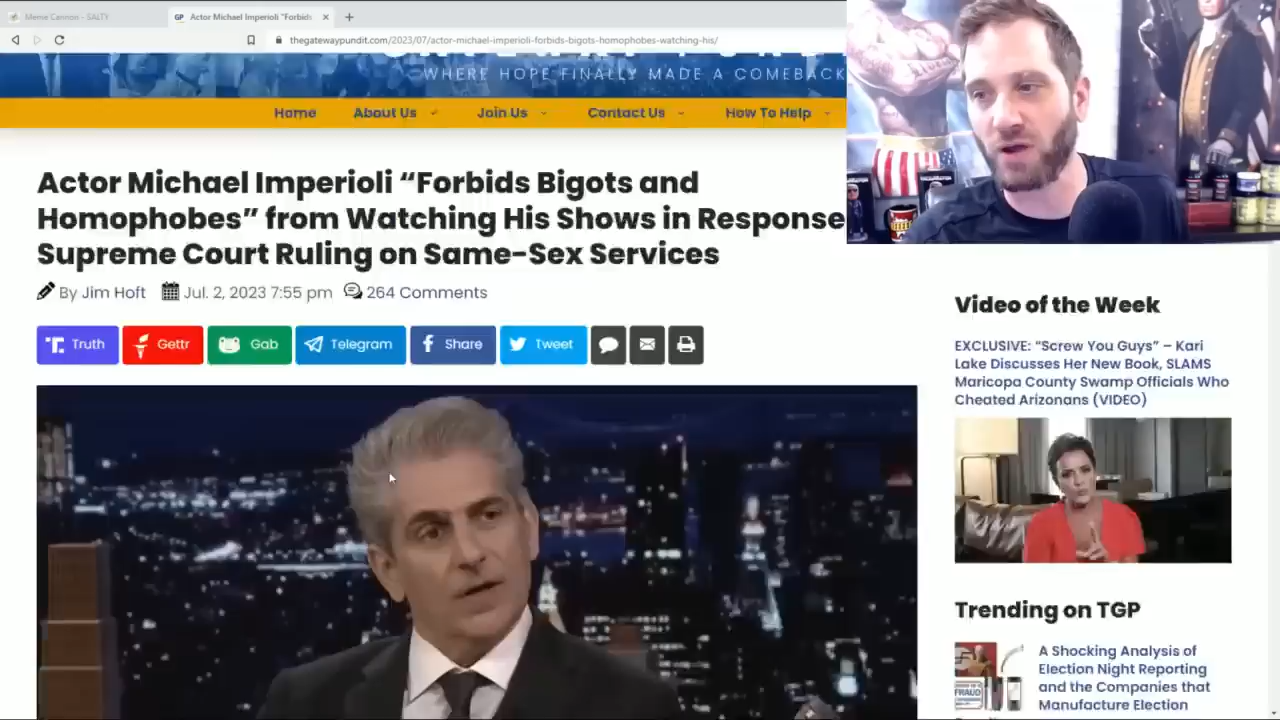 Meme Cannon - SALTY
GP Actor Michael Imperioli "Forbids
thegatewaypundit.com/2023/07/actor-michael-imperioli-forbids-bigots-homophobes-watching-his/
WHERE HOPE FINALLY MADE A COMEBACK
Home About Us Join Us Contact Us How To Help
Actor Michael Imperioli “Forbids Bigots and
Homophobes” from Watching His Shows in Response
Supreme Court Ruling on Same-Sex Services
By Jim Hoft Jul. 2, 2023 7:55 pm 264 Comments
Truth Gettr Gab Telegram Share Tweet
Video of the Week
EXCLUSIVE: “Screw You Guys” – Kari
Lake Discusses Her New Book, SLAMS
Maricopa County Swamp Officials Who
Cheated Arizonans (VIDEO)
Trending on TGP
A Shocking Analysis of
Election Night Reporting
and the Companies that
Manufacture Election
FRAUD